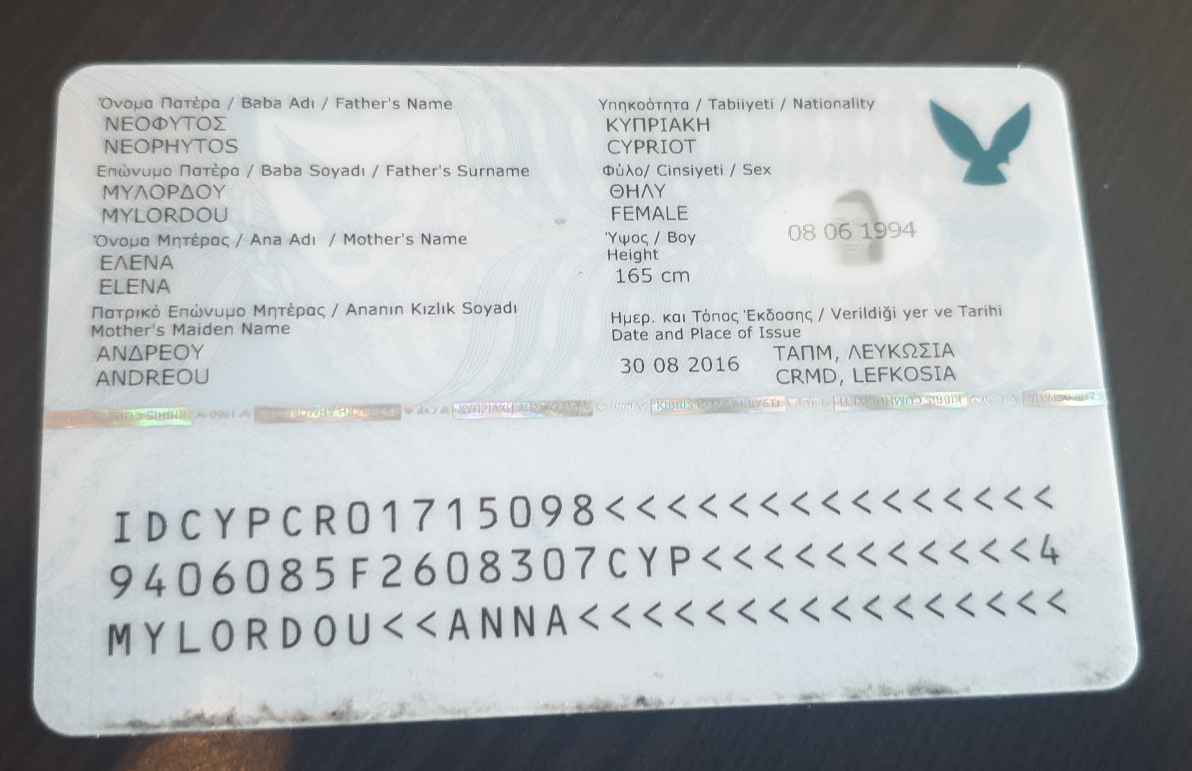 Όνομα Πατέρα / Baba Adı / Father's Name
ΝΕΟΦΥΤΟΣ
NEOPHYTOS
Επώνυμο Πατέρα / Baba Soyadı / Father's Surname
ΜΥΛΟΡΔΟΥ
MYLORDOU
Όνομα Μητέρας / Ana Adı / Mother's Name
ΕΛΕΝΑ
ELENA
Πατρικό Επώνυμο Μητέρας / Ananın Kızlık Soyadı
Mother's Maiden Name
ΑΝΔΡΕΟΥ
ANDREOU
Υπηκοότητα / Tabiiyeti / Nationality
ΚΥΠΡΙΑΚΗ
CYPRIOT
Φύλο/ Cinsiyeti / Sex
ΘΗΛΥ
FEMALE
Ύψος / Boy
Height
165 cm
08 06 1994
Ημερ. και Τόπος Έκδοσης / Verildiği yer ve Tarihi
Date and Place of Issue
30 08 2016
ΤΑΠΜ, ΛΕΥΚΩΣΙΑ
CRMD, LEFKOSIA
IDCYPCR01715098<<<<<<<<<<<<<<<
9406085F2608307CYP<<<<<<<<<<<4
MYLORDOU<<ANNA<<<<<<<<<<<<<<<<